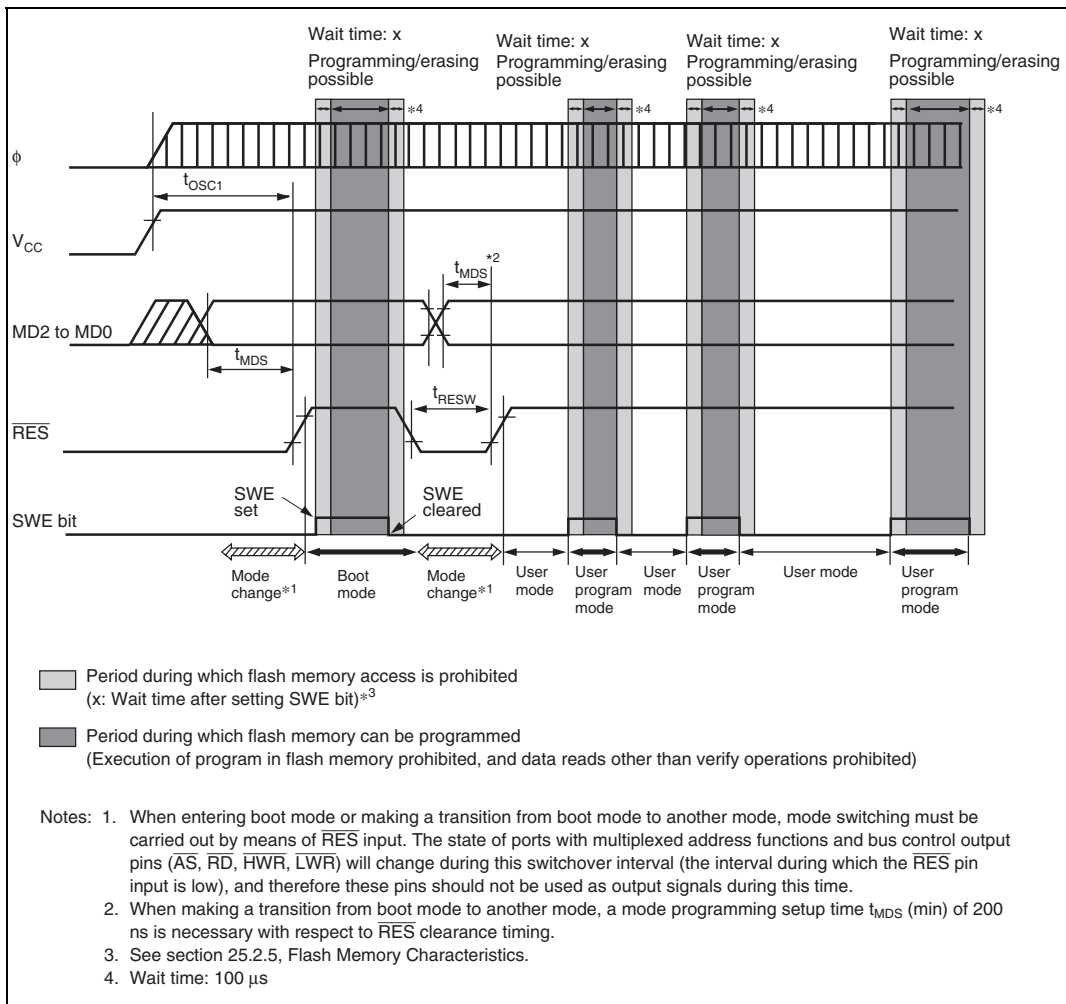 Wait time: x
Programming/erasing
possible
Wait time: x
Programming/erasing
possible
Wait time: x
Programming/erasing
possible
Wait time: x
Programming/erasing
possible
*4
*4
*4
*4
ϕ
tOSC1
VCC
tMDS*2
MD2 to MD0
tMDS
tRESW
RES
SWE
set
SWE
cleared
SWE bit
Mode
change*1
Boot
mode
Mode
change*1
User
mode
User
program
mode
User
mode
User
program
mode
User mode
User
program
mode
Period during which flash memory access is prohibited
(x: Wait time after setting SWE bit)*3
Period during which flash memory can be programmed
(Execution of program in flash memory prohibited, and data reads other than verify operations prohibited)
Notes: 1. When entering boot mode or making a transition from boot mode to another mode, mode switching must be
carried out by means of RES input. The state of ports with multiplexed address functions and bus control output
pins (AS, RD, HWR, LWR) will change during this switchover interval (the interval during which the RES pin
input is low), and therefore these pins should not be used as output signals during this time.
2. When making a transition from boot mode to another mode, a mode programming setup time tMDS (min) of 200
ns is necessary with respect to RES clearance timing.
3. See section 25.2.5, Flash Memory Characteristics.
4. Wait time: 100 μs